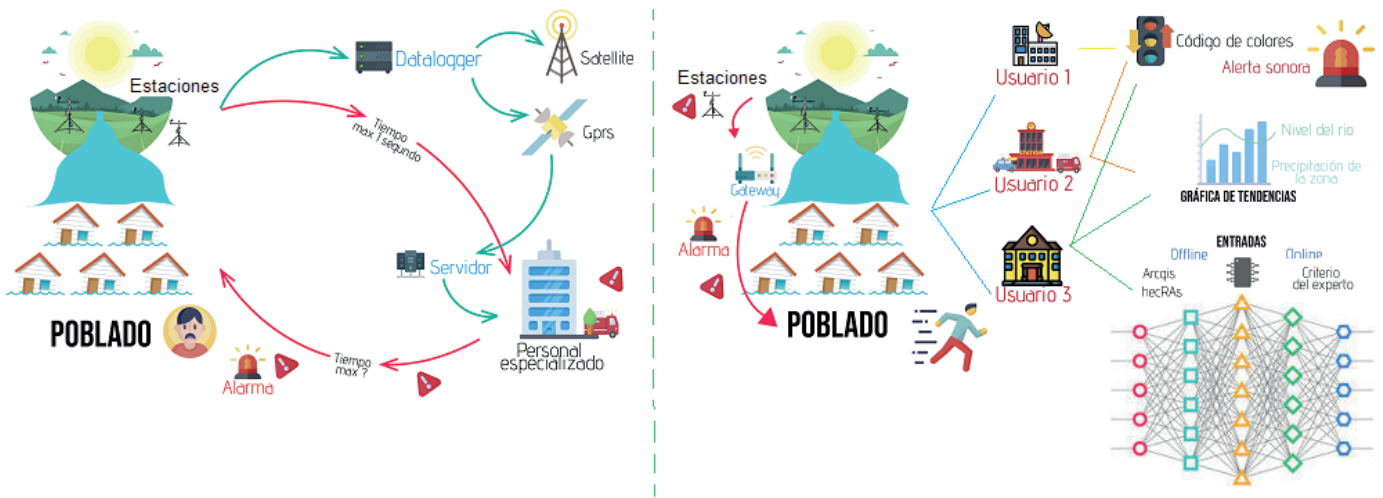 Estaciones
Datalogger
Satellite
Gprs
Tiempo
max 1 segundo
Servidor
Personal
especializado
POBLADO
Alarma
Tiempo
max ?
Estaciones
Gateway
Alarma
POBLADO
Usuario 1
STATION
Usuario 2
Usuario 3
Código de colores
Alerta sonora
Nivel del rio
Precipitación de
la zona
GRÁFICA DE TENDENCIAS
ENTRADAS
Offline
Online
Arcgis
hecRAs
Criterio
del experto